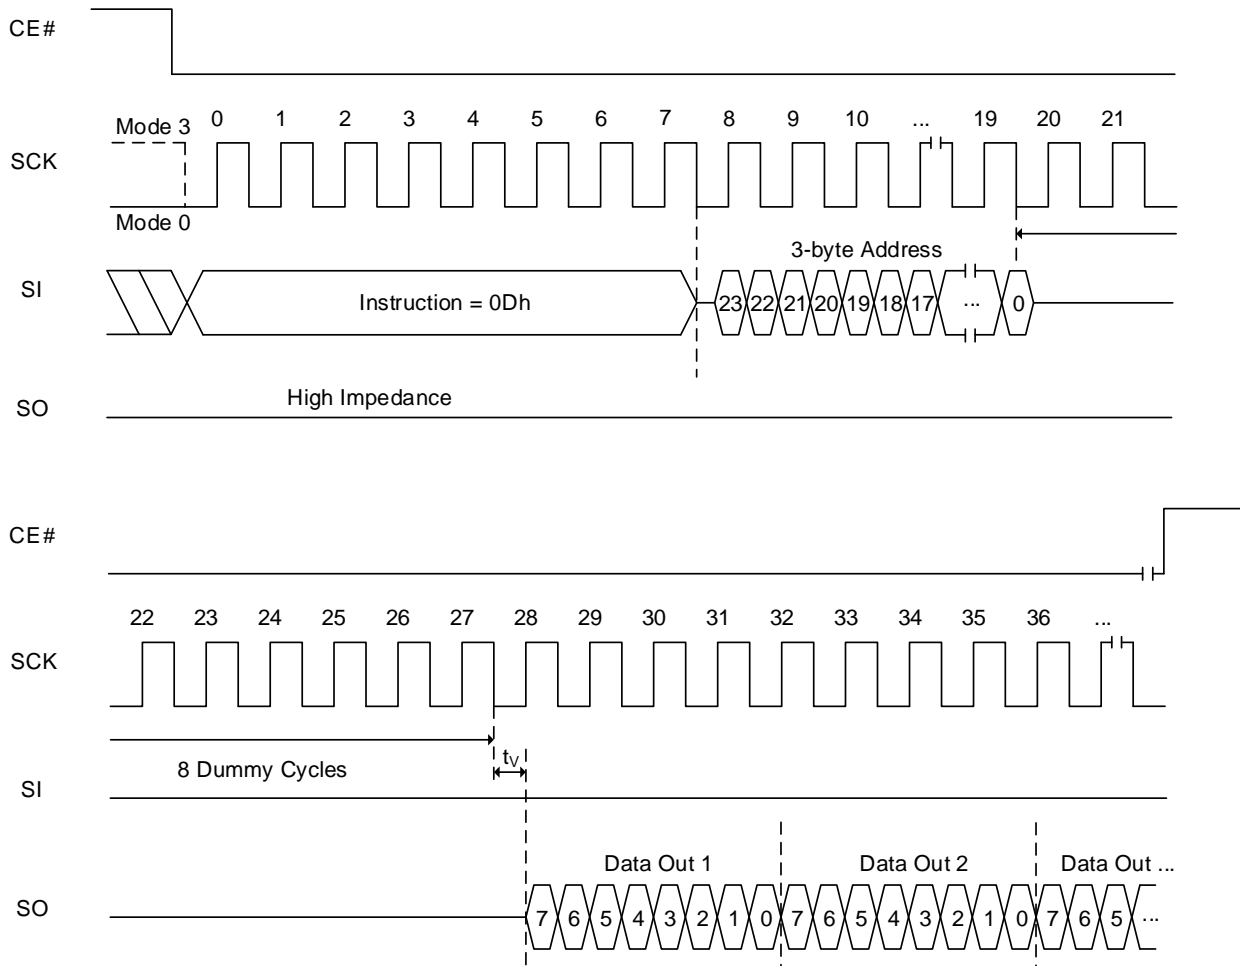 CE#
0 1 2 3 4 5 6 7 8 9 10 ... 19 20 21
Mode 3
SCK
Mode 0
3-byte Address
SI
Instruction = 0Dh
23 22 21 20 19 18 17 ... 0
High Impedance
SO
CE#
22 23 24 25 26 27 28 29 30 31 32 33 34 35 36 ...
SCK
tV
8 Dummy Cycles
SI
Data Out 1 Data Out 2 Data Out ...
SO
7 6 5 4 3 2 1 0 7 6 5 4 3 2 1 0 7 6 5 ...